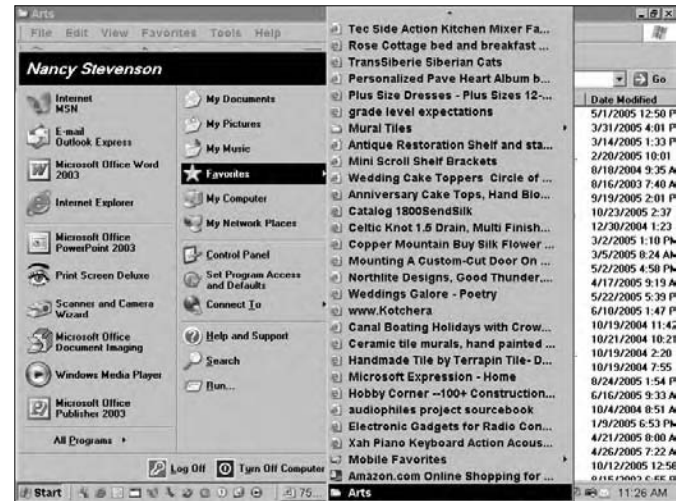 Arts
File Edit View Favorites Tools Help
Nancy Stevenson
Internet
MSN
E-mail
Outlook Express
Microsoft Office Word
2003
Internet Explorer
Microsoft Office
PowerPoint 2003
Print Screen Deluxe
Scanner and Camera
Wizard
Microsoft Office
Document Imaging
Windows Media Player
Microsoft Office
Publisher 2003
All Programs
My Documents
My Pictures
My Music
Favorites
My Computer
My Network Places
Control Panel
Set Program Access
and Defaults
Connect To
Help and Support
Search
Run...
Log Off Turn Off Computer
Tec Side Action Kitchen Mixer Fa...
Rose Cottage bed and breakfast ...
TransSiberie Siberian Cats
Personalized Pave Heart Album b...
Plus Size Dresses - Plus Sizes 12-...
grade level expectations
Mural Tiles
Antique Restoration Shelf and sta...
Mini Scroll Shelf Brackets
Wedding Cake Toppers Circle of ...
Anniversary Cake Tops, Hand Blo...
Catalog 1800SendSilk
Celtic Knot 1.5 Drain, Multi Finish...
Copper Mountain Buy Silk Flower ...
Mounting A Custom-Cut Door On ...
Northlite Designs, Good Thunder,...
Weddings Galore - Poetry
www.Kotchera
Canal Boating Holidays with Crow...
Ceramic tile murals, hand painted ...
Handmade Tile by Terrapin Tile- D...
Microsoft Expression - Home
Hobby Corner --100+ Construction...
audiophiles project sourcebook
Electronic Gadgets for Radio Con...
Xah Piano Keyboard Action Acous...
Mobile Favorites
Amazon.com Online Shopping for ...
Arts
Go
Date Modified
5/1/2005 12:50 P
3/31/2005 4:01 P
3/14/2005 1:33 P
2/20/2005 10:01
8/18/2004 9:35 A
8/16/2003 7:40 A
9/19/2005 2:01 P
10/23/2005 2:37
12/30/2004 1:23
3/2/2005 1:10 PM
3/5/2005 8:24 AM
5/2/2005 4:58 PM
4/17/2005 9:19 A
5/22/2005 5:39 P
6/10/2005 1:47 P
10/19/2004 11:42
10/21/2004 10:21
10/19/2004 2:20
10/19/2004 7:55
8/24/2005 1:54 P
6/16/2005 9:33 A
10/4/2004 8:51 A
1/9/2005 6:53 PM
4/21/2005 8:00 A
4/26/2005 7:22 A
10/12/2005 12:56
Start
75...
11:26 AM